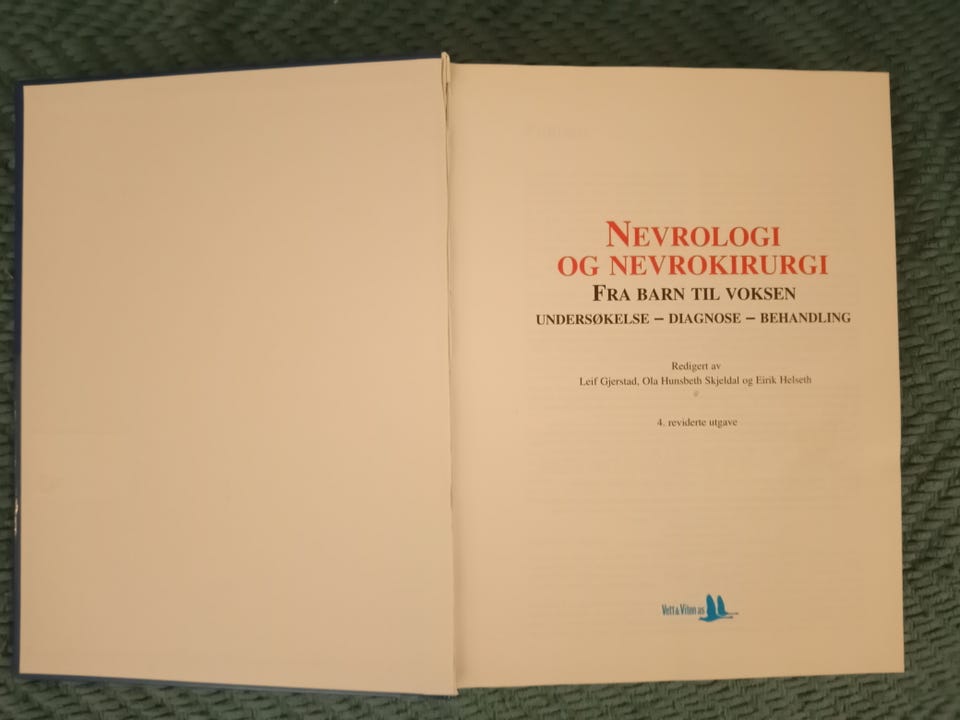 NEVROLOGI
OG NEVROKIRURGI
FRA BARN TIL VOKSEN
UNDERSØKELSE – DIAGNOSE – BEHANDLING
Redigert av
Leif Gjerstad, Ola Hunsbeth Skjeldal og Eirik Helseth
4. reviderte utgave
Vett & Viten as